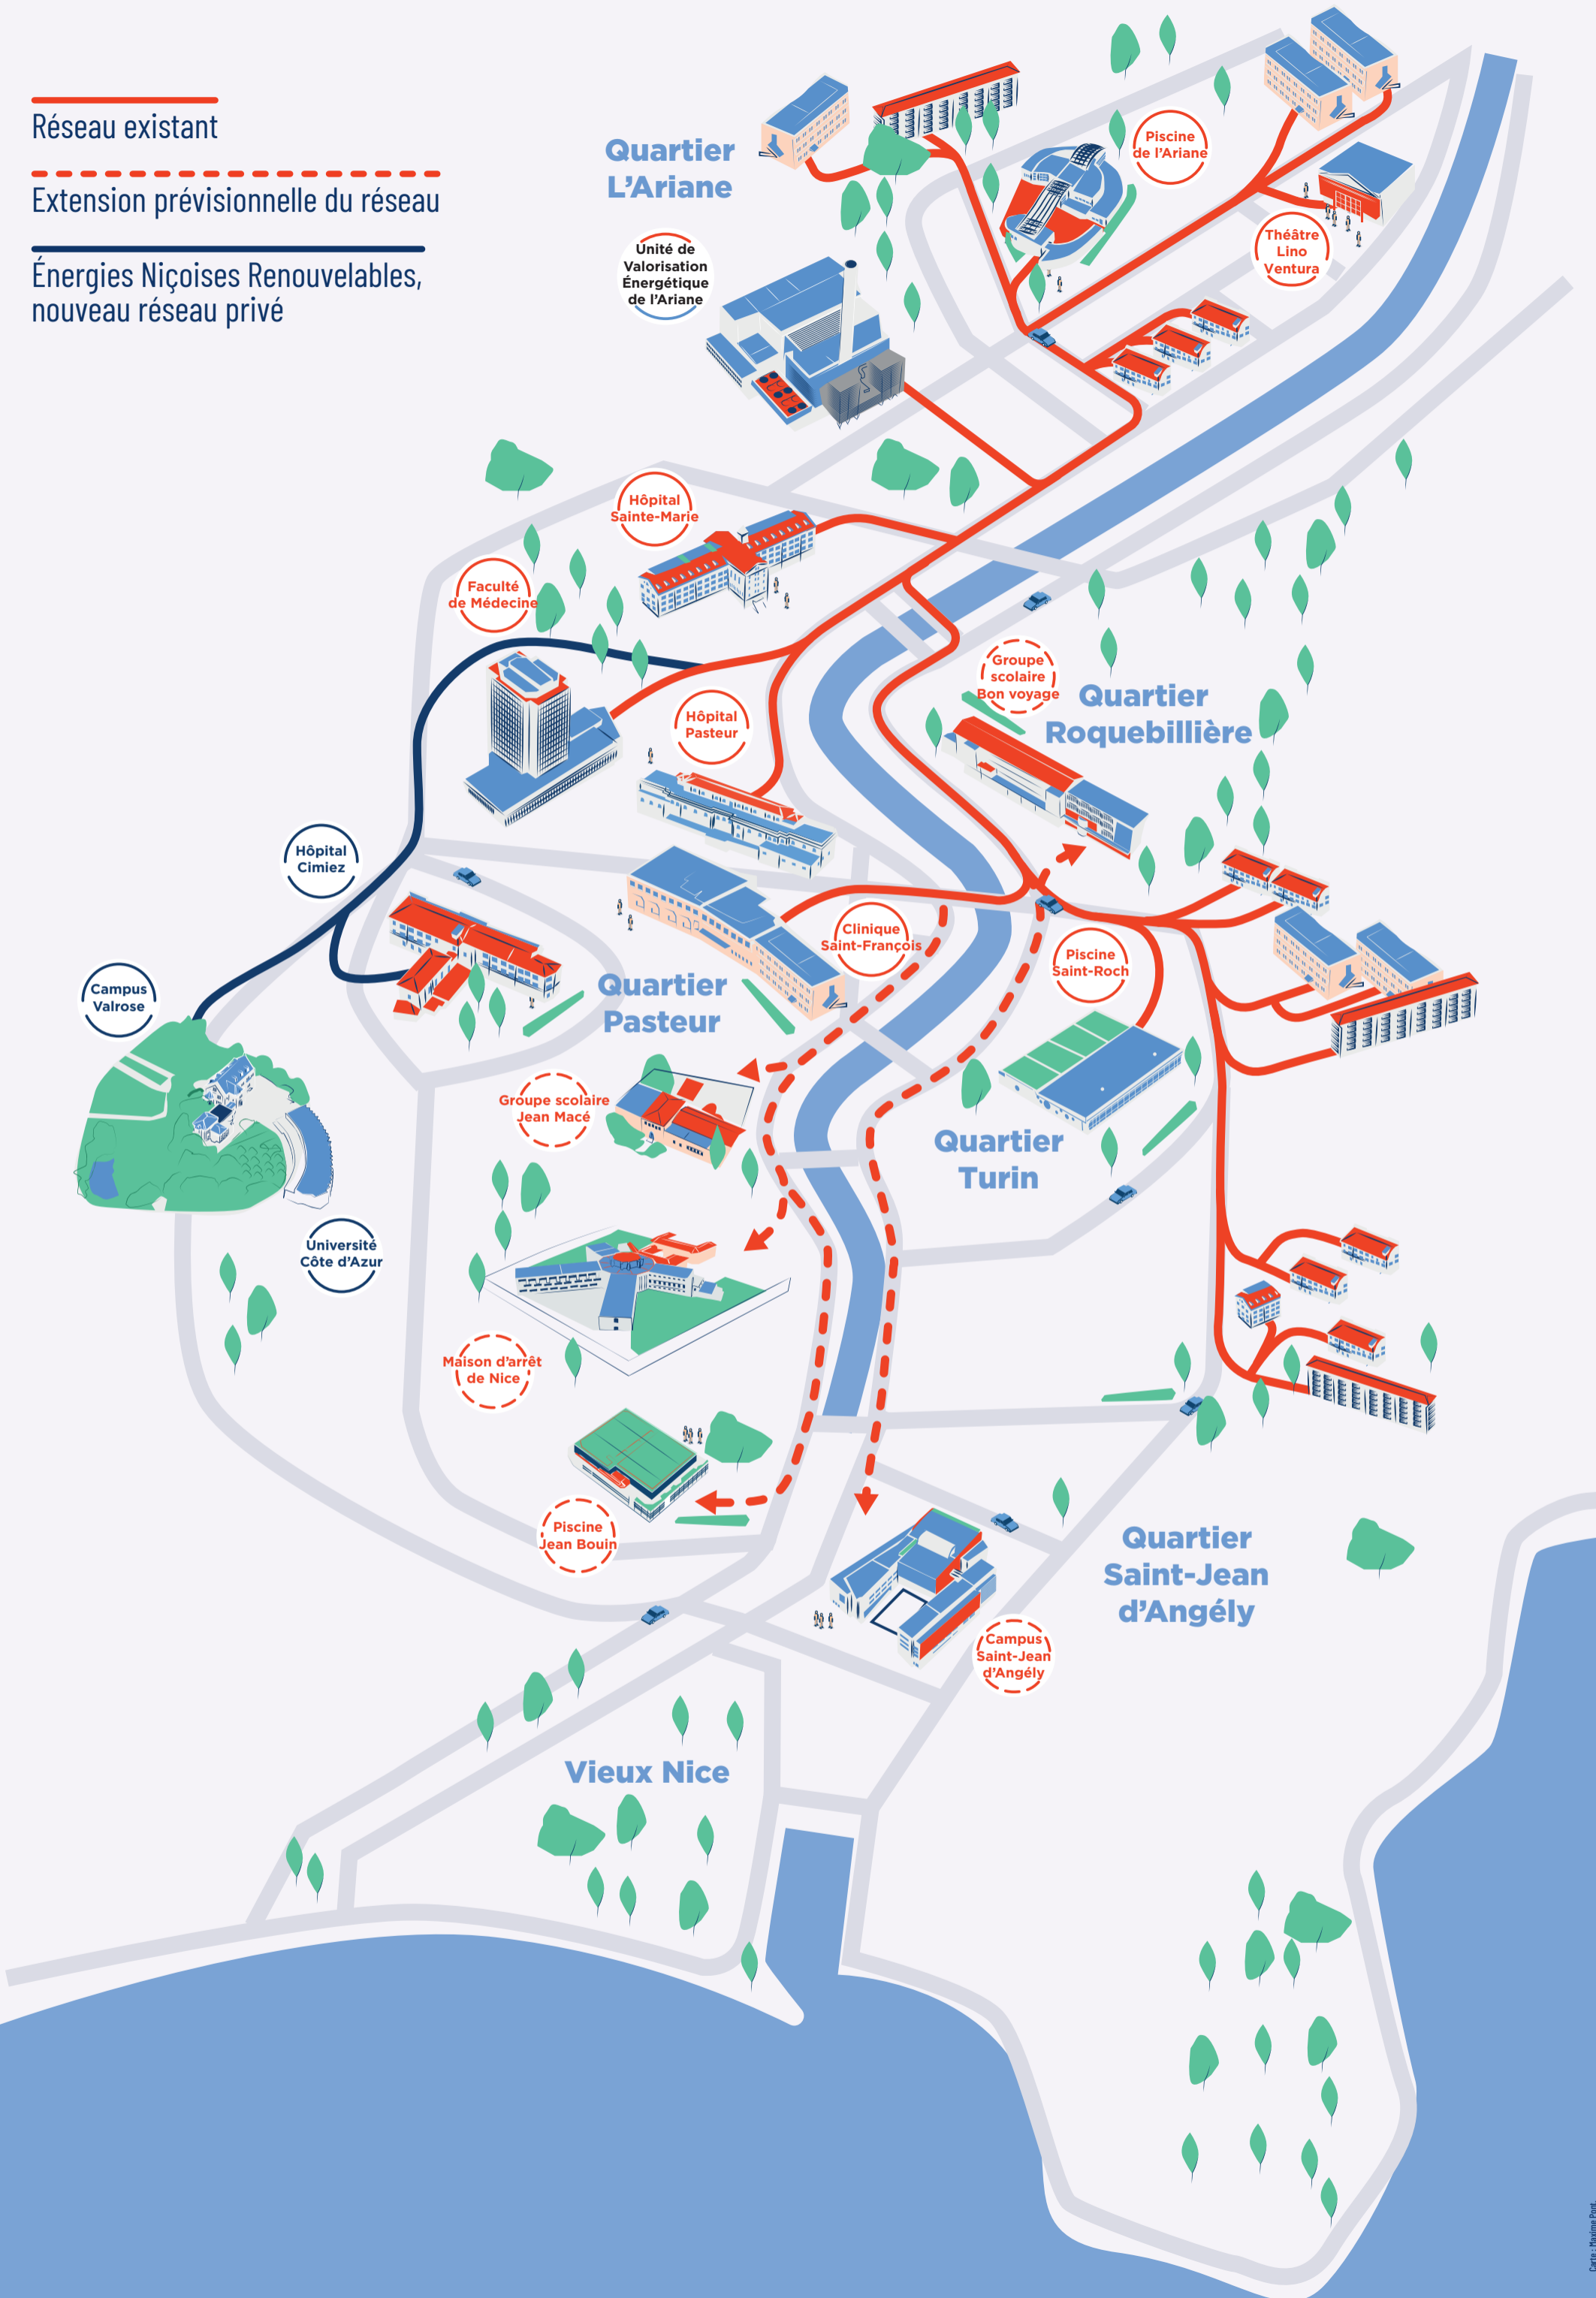 Réseau existant
Extension prévisionnelle du réseau
Énergies Niçoises Renouvelables,
nouveau réseau privé
Quartier
L'Ariane
Piscine
de l'Ariane
Théâtre
Lino
Ventura
Unité de
Valorisation
Énergétique
de l'Ariane
Hôpital
Sainte-Marie
Faculté
de Médecine
Groupe
scolaire
Bon voyage
Quartier
Roquebillière
Hôpital
Pasteur
Hôpital
Cimiez
Clinique
Saint-François
Piscine
Saint-Roch
Campus
Valrose
Quartier
Pasteur
Groupe scolaire
Jean Macé
Quartier
Turin
Université
Côte d'Azur
Maison d'arrêt
de Nice
Piscine
Jean Bouin
Quartier
Saint-Jean
d'Angély
Campus
Saint-Jean
d'Angély
Vieux Nice
Carte : Maxime Pont.